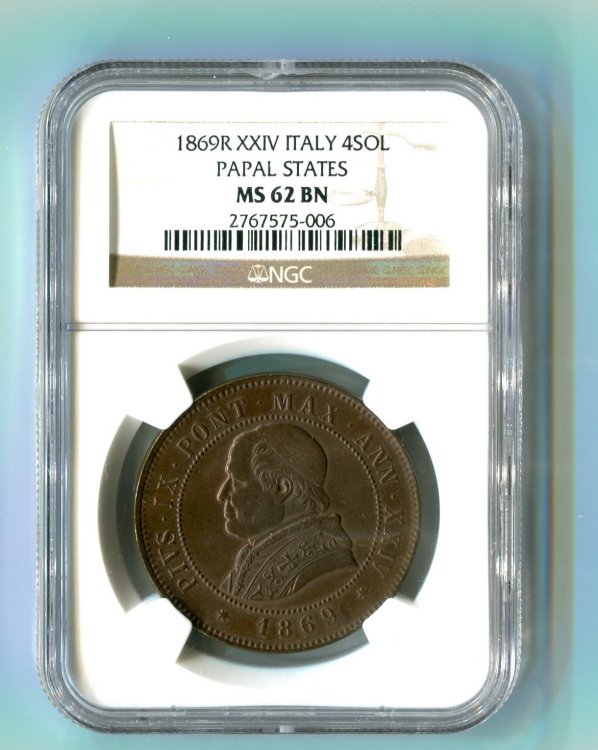 1869R XXIV ITALY 4SOL
PAPAL STATES
MS 62 BN
2767575-006
NGC
PIVS · IX · PONT · MAX · ANN · XXIV
* 1869 *